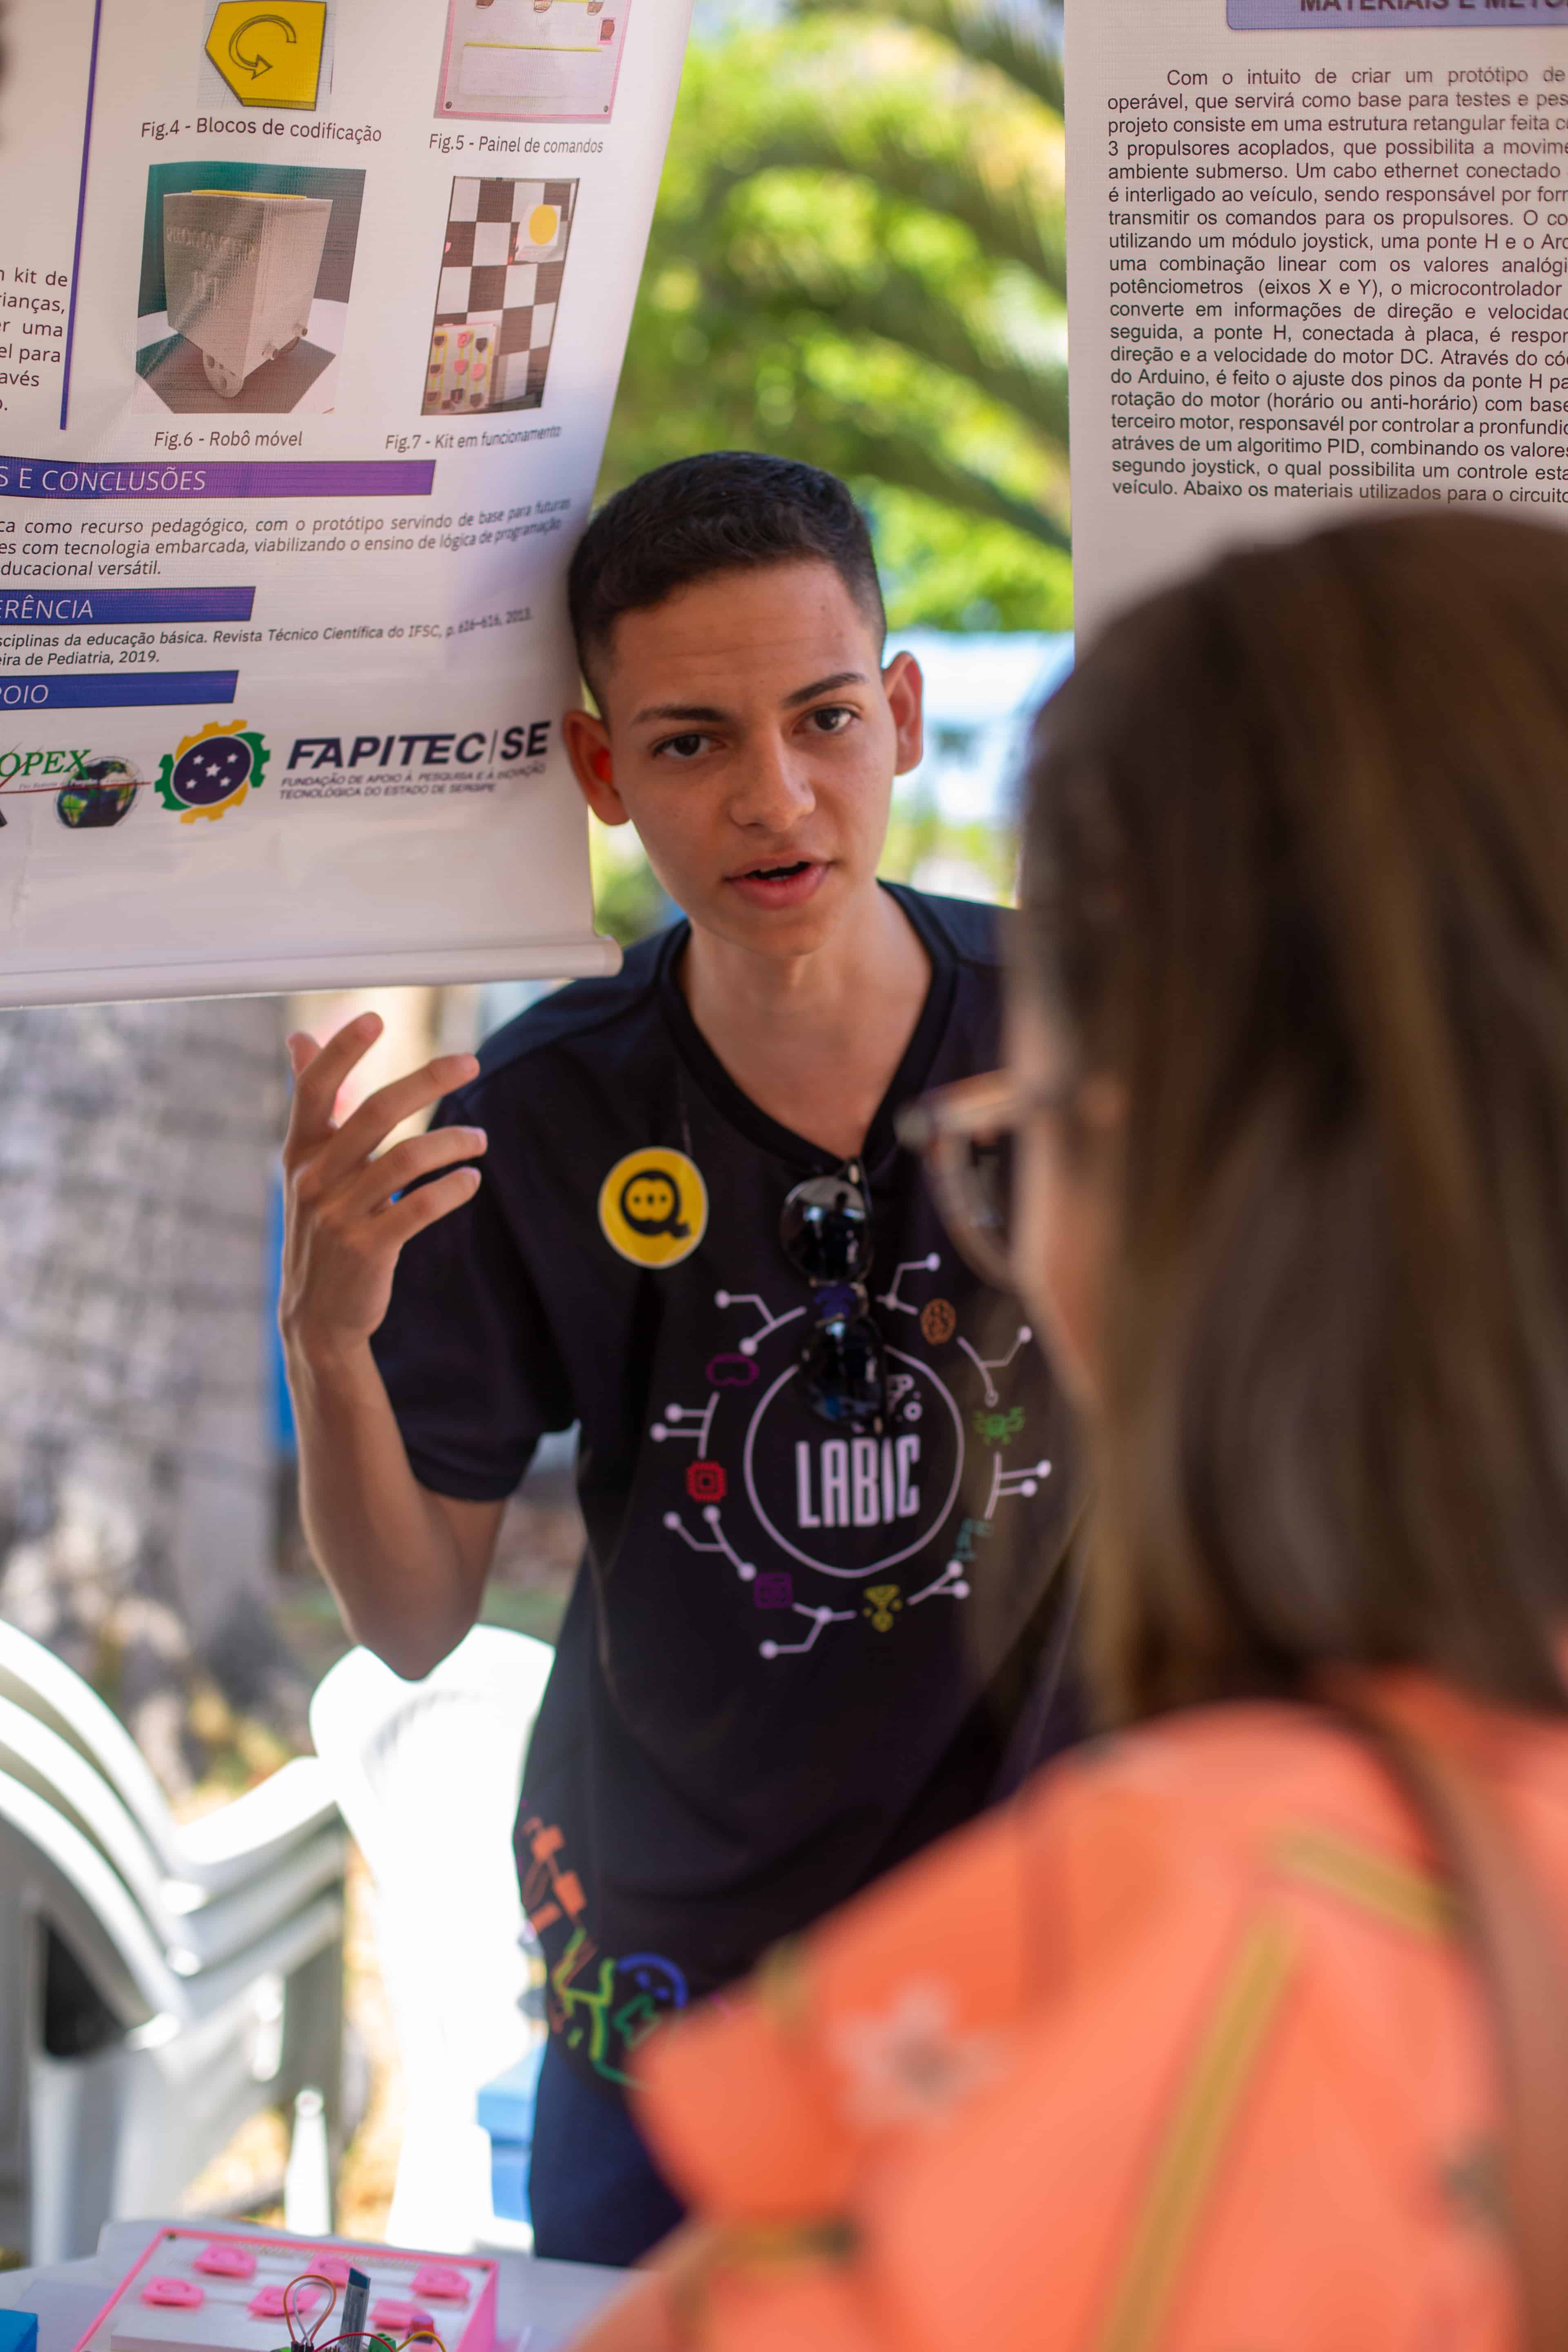 Fig.4 - Blocos de codificação
Fig.5 - Painel de comandos
kit de
ianças,
er uma
el para
avés
o.
Fig.6 - Robô móvel
Fig.7 - Kit em funcionamento
S E CONCLUSÕES
ca como recurso pedagógico, com o protótipo servindo de base para futuras
es com tecnologia embarcada, viabilizando o ensino de lógica de programação
ducacional versátil.
ERÊNCIA
sciplinas da educação básica. Revista Técnico Científica do IFSC, p. 616–616, 2013.
eira de Pediatria, 2019.
POIO
OPEX
FAPITEC|SE
FUNDAÇÃO DE APOIO À PESQUISA E À INOVAÇÃO
TECNOLÓGICA DO ESTADO DE SERGIPE
MATERIAIS E MÉTO
Com o intuito de criar um protótipo de
operável, que servirá como base para testes e pes
projeto consiste em uma estrutura retangular feita c
3 propulsores acoplados, que possibilita a movime
ambiente submerso. Um cabo ethernet conectado
é interligado ao veículo, sendo responsável por for
transmitir os comandos para os propulsores. O co
utilizando um módulo joystick, uma ponte H e o Ard
uma combinação linear com os valores analógi
potênciometros (eixos X e Y), o microcontrolador
converte em informações de direção e velocidad
seguida, a ponte H, conectada à placa, é respon
direção e a velocidade do motor DC. Através do có
do Arduino, é feito o ajuste dos pinos da ponte H pa
rotação do motor (horário ou anti-horário) com base
terceiro motor, responsavél por controlar a pronfundid
atráves de um algoritimo PID, combinando os valores
segundo joystick, o qual possibilita um controle esta
veículo. Abaixo os materiais utilizados para o circuito
LABIC